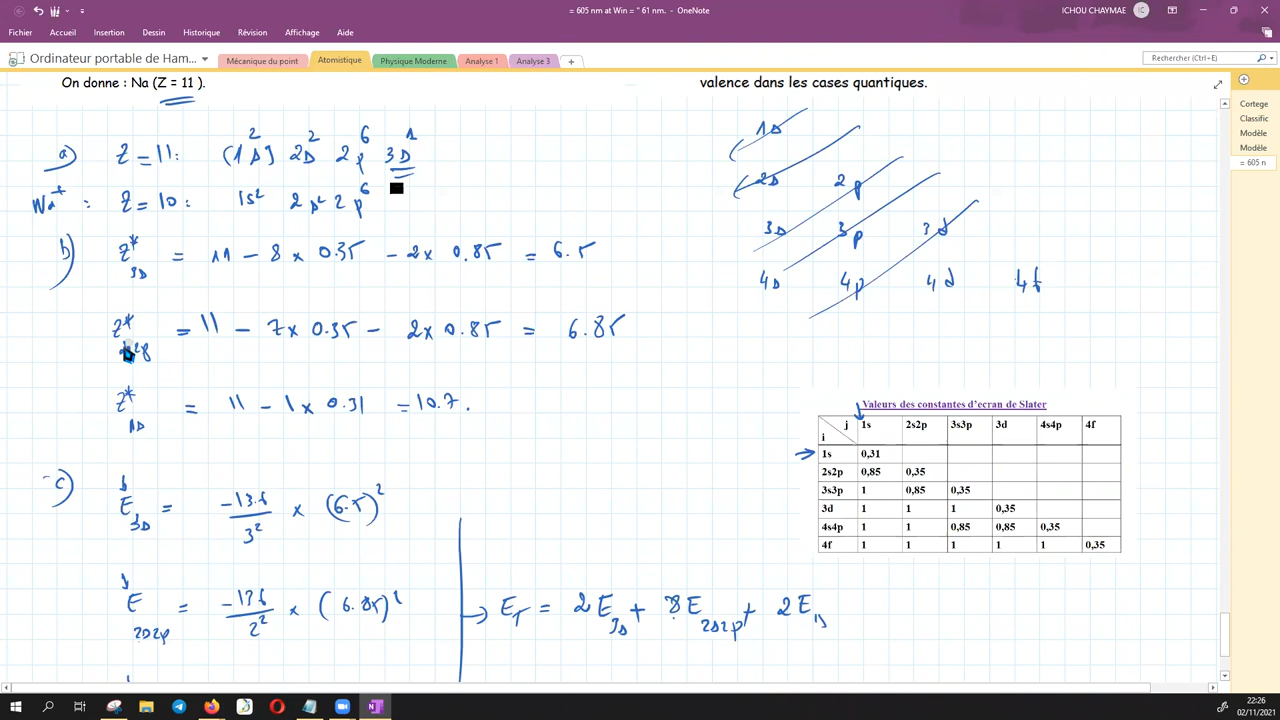 = 605 nm at Win = " 61 nm. - OneNote
ICHOU CHAYMAE IC
Fichier Accueil Insertion Dessin Historique Révision Affichage Aide
Ordinateur portable de Ham...
Mécanique du point Atomistique Physique Moderne Analyse 1 Analyse 3 +
Rechercher (Ctrl+E)
On donne : Na (Z = 11 ).
valence dans les cases quantiques.
Cortege
Classific
Modèle
Modèle
= 605 n
a) Z = 11: (1s)² 2s² 2p⁶ 3s¹
Na⁺ : Z = 10 : 1s² 2s² 2p⁶
b) Z*3s = 11 - 8 × 0.35 - 2 × 0.85 = 6.5
Z* = 11 - 7 × 0.35 - 2 × 0.85 = 6.85
Z*1s = 11 - 1 × 0.31 = 10.7.
1s
2s 2p
3s 3p 3d
4s 4p 4d 4f
Valeurs des constantes d'ecran de Slater
j 1s 2s2p 3s3p 3d 4s4p 4f
i
1s 0,31
2s2p 0,85 0,35
3s3p 1 0,85 0,35
3d 1 1 1 0,35
4s4p 1 1 0,85 0,85 0,35
4f 1 1 1 1 1 0,35
c) E3s = -13.6/3² × (6.5)²
E2s2p = -13.6/2² × (6.85)²
→ ET = 2E3s + 8E2s2p + 2E1s
22:26
02/11/2021